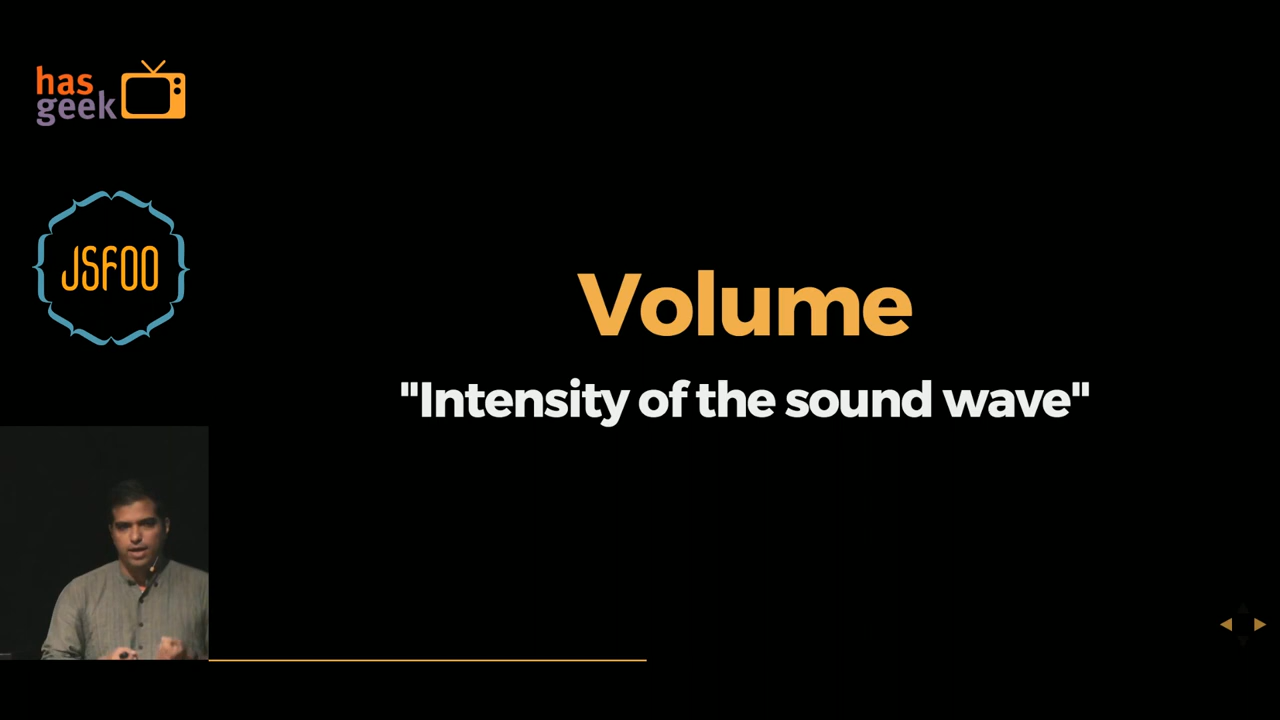 has
geek
JSFOO
Volume
"Intensity of the sound wave"